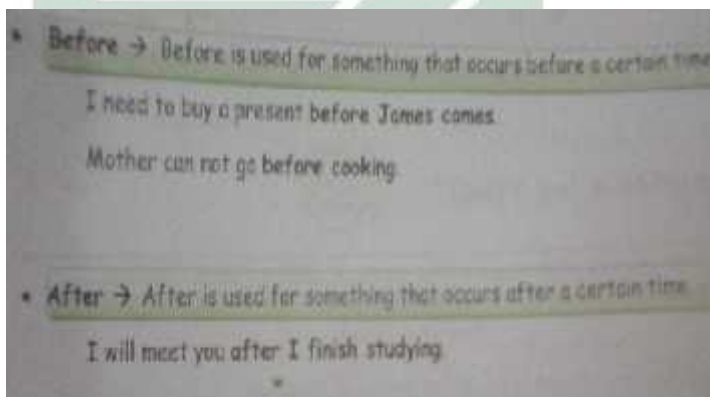 • Before → Before is used for something that occurs before a certain time
I need to buy a present before James comes.
Mother can not go before cooking.
• After → After is used for something that occurs after a certain time.
I will meet you after I finish studying.